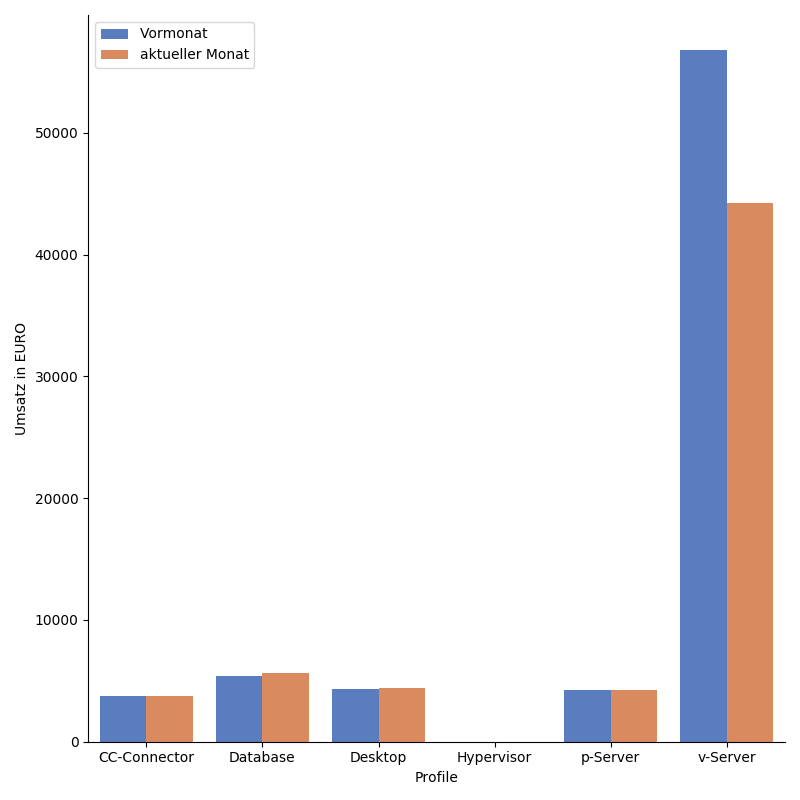 Vormonat
aktueller Monat
Umsatz in EURO
50000
40000
30000
20000
10000
0
CC-Connector
Database
Desktop
Hypervisor
p-Server
v-Server
Profile